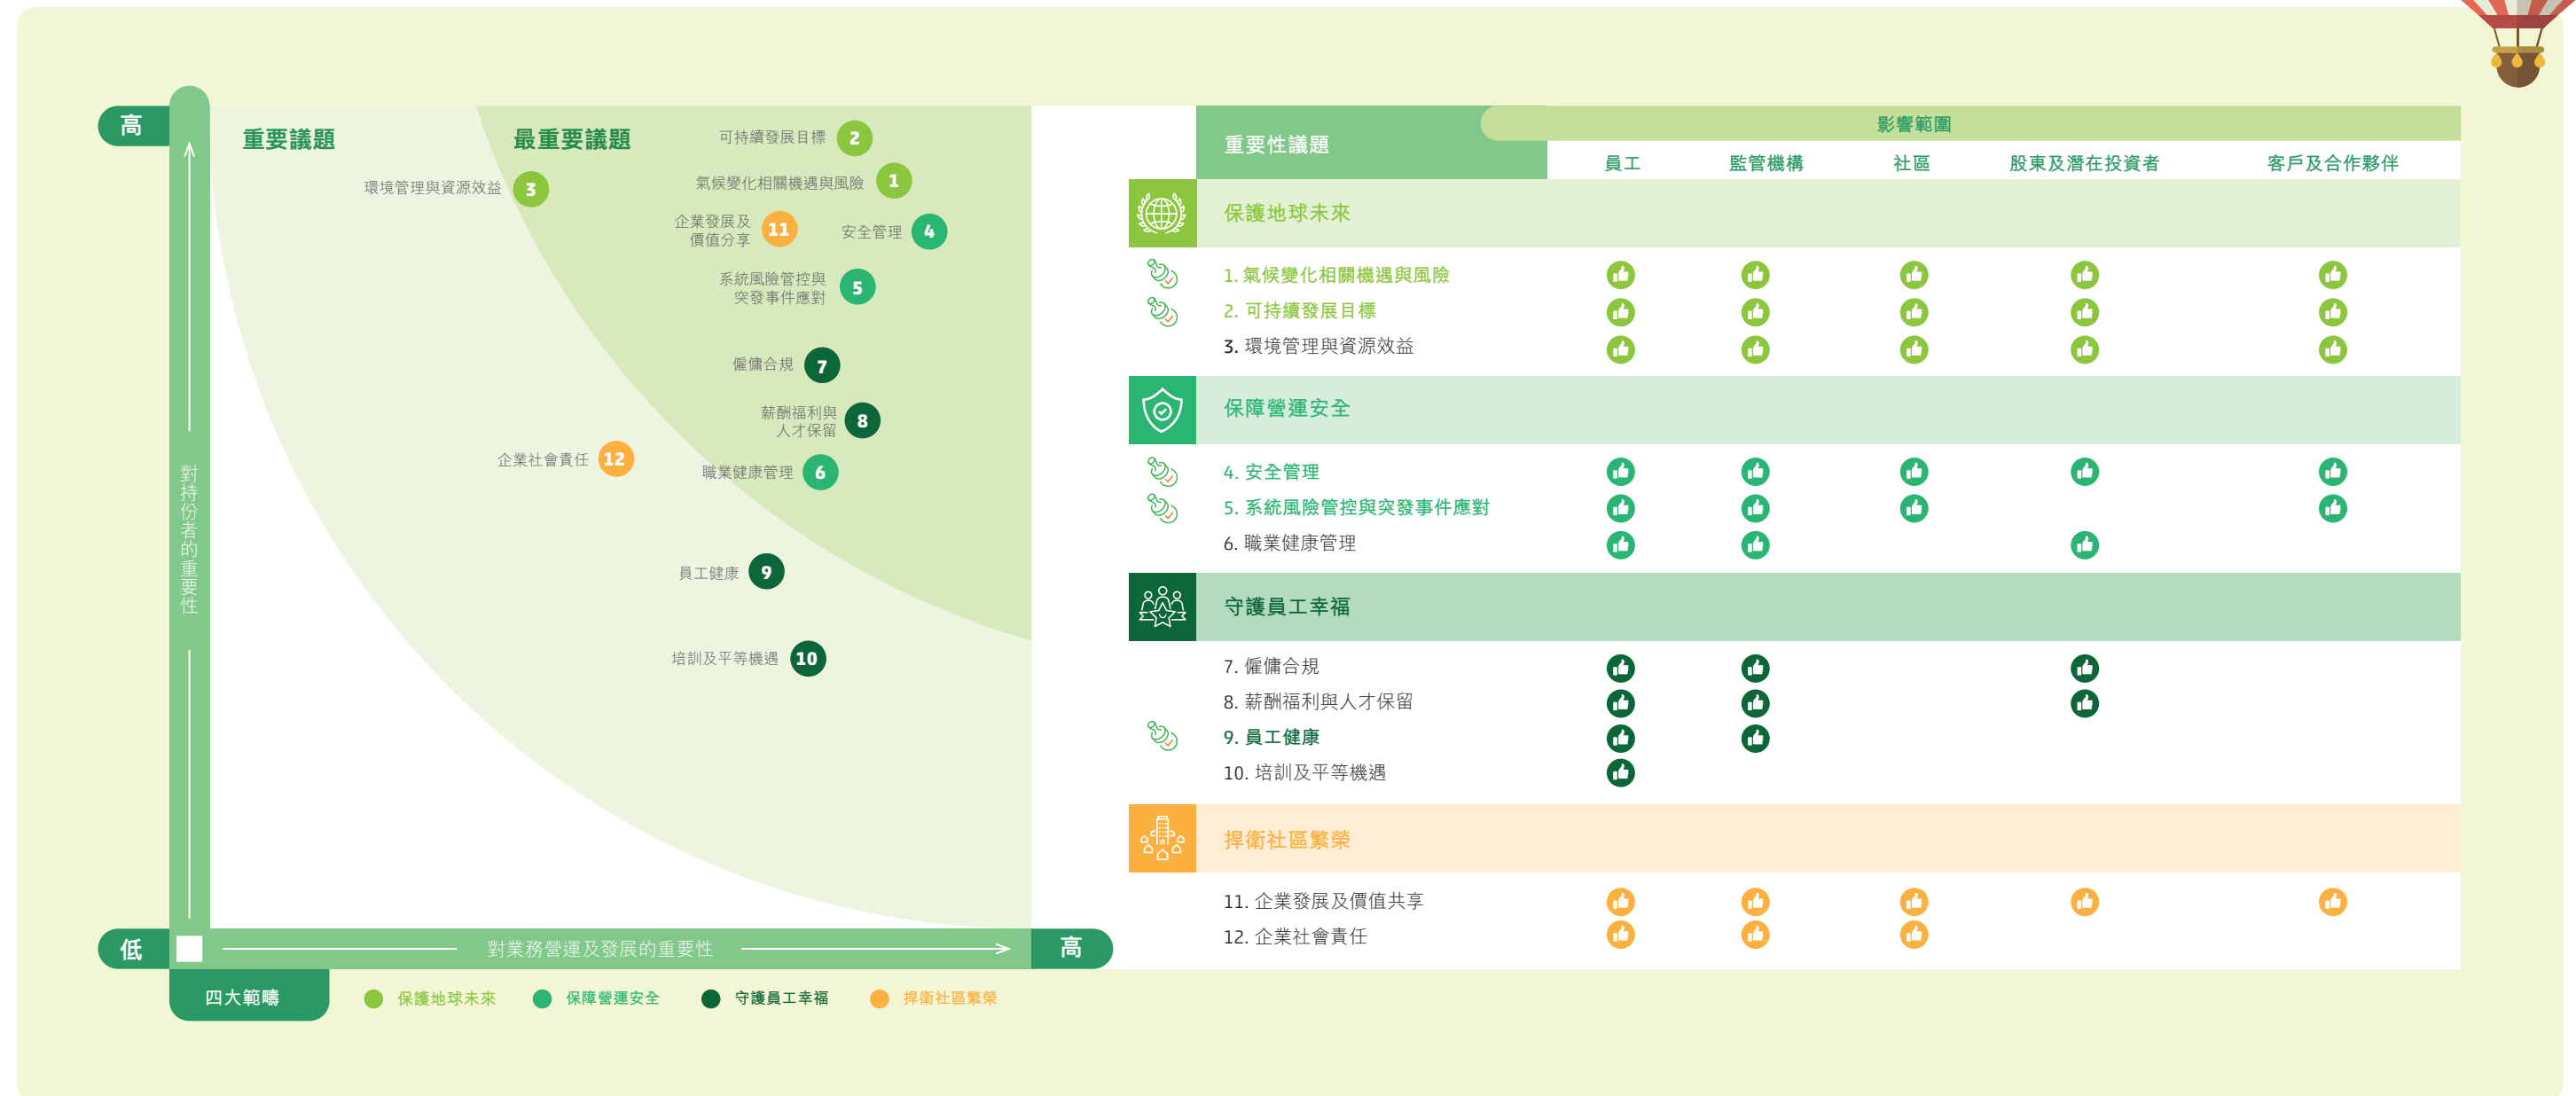 高
重要議題
最重要議題
可持續發展目標 2
環境管理與資源效益 3
氣候變化相關機遇與風險 1
企業發展及
價值分享 11
安全管理 4
系統風險管控與
突發事件應對 5
僱傭合規 7
薪酬福利與
人才保留 8
企業社會責任 12
職業健康管理 6
員工健康 9
培訓及平等機遇 10
對持份者的重要性
低
對業務營運及發展的重要性
高
四大範疇
保護地球未來
保障營運安全
守護員工幸福
捍衛社區繁榮
重要性議題
影響範圍
員工
監管機構
社區
股東及潛在投資者
客戶及合作夥伴
保護地球未來
1. 氣候變化相關機遇與風險
2. 可持續發展目標
3. 環境管理與資源效益
保障營運安全
4. 安全管理
5. 系統風險管控與突發事件應對
6. 職業健康管理
守護員工幸福
7. 僱傭合規
8. 薪酬福利與人才保留
9. 員工健康
10. 培訓及平等機遇
捍衛社區繁榮
11. 企業發展及價值共享
12. 企業社會責任